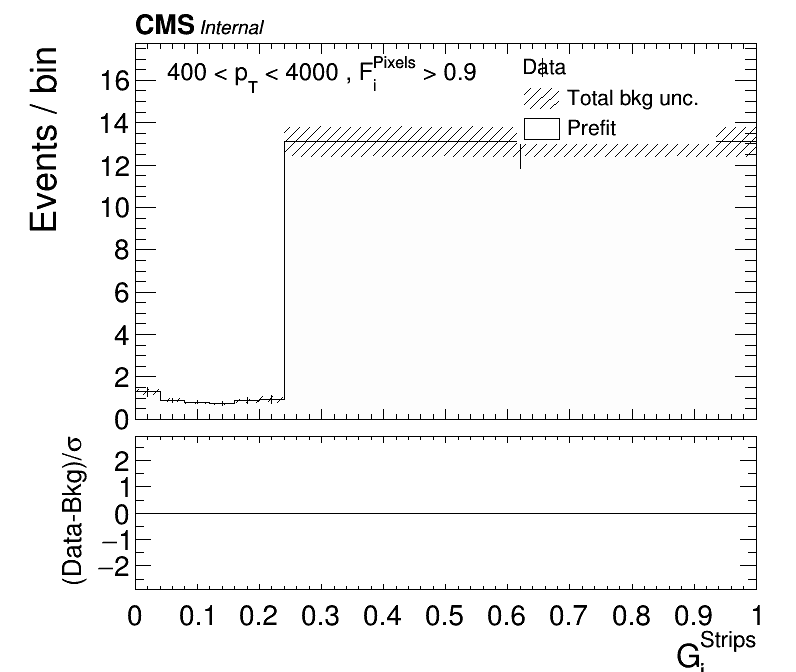 CMS Internal
400 < p_T < 4000 , F_i^Pixels > 0.9
Data
Total bkg unc.
Prefit
Events / bin
16
14
12
10
8
6
4
2
0
(Data-Bkg)/σ
2
1
0
−1
−2
0 0.1 0.2 0.3 0.4 0.5 0.6 0.7 0.8 0.9 1
G_i^Strips